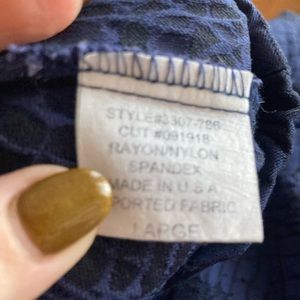 STYLE#3307-786
CUT #091918
RAYON/NYLON
SPANDEX
MADE IN U.S.A
PORTED FABRIC
LARGE